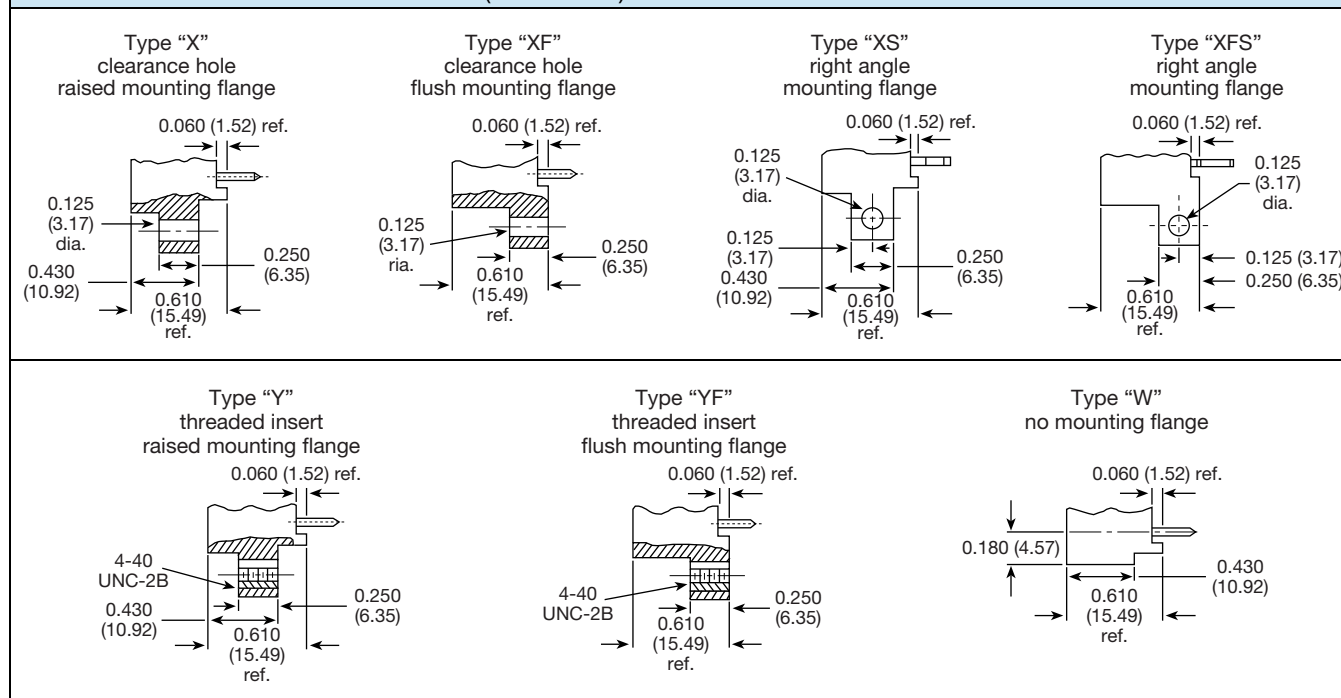 Type “X”
clearance hole
raised mounting flange
0.060 (1.52) ref.
0.125
(3.17)
dia.
0.430
(10.92)
0.250
(6.35)
0.610
(15.49)
ref.
Type “XF”
clearance hole
flush mounting flange
0.060 (1.52) ref.
0.125
(3.17)
ria.
0.250
(6.35)
0.610
(15.49)
ref.
Type “XS”
right angle
mounting flange
0.060 (1.52) ref.
0.125
(3.17)
dia.
0.125
(3.17)
0.430
(10.92)
0.250
(6.35)
0.610
(15.49)
ref.
Type “XFS”
right angle
mounting flange
0.060 (1.52) ref.
0.125
(3.17)
dia.
0.125 (3.17)
0.250 (6.35)
0.610
(15.49)
ref.
Type “Y”
threaded insert
raised mounting flange
0.060 (1.52) ref.
4-40
UNC-2B
0.430
(10.92)
0.250
(6.35)
0.610
(15.49)
ref.
Type “YF”
threaded insert
flush mounting flange
0.060 (1.52) ref.
4-40
UNC-2B
0.250
(6.35)
0.610
(15.49)
ref.
Type “W”
no mounting flange
0.060 (1.52) ref.
0.180 (4.57)
0.430
(10.92)
0.610
(15.49)
ref.